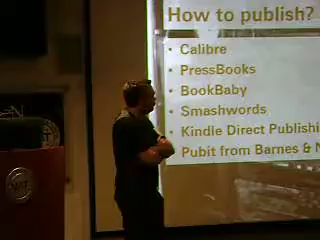 How to publish?
• Calibre
• PressBooks
• BookBaby
• Smashwords
• Kindle Direct Publishi
• Pubit from Barnes & N